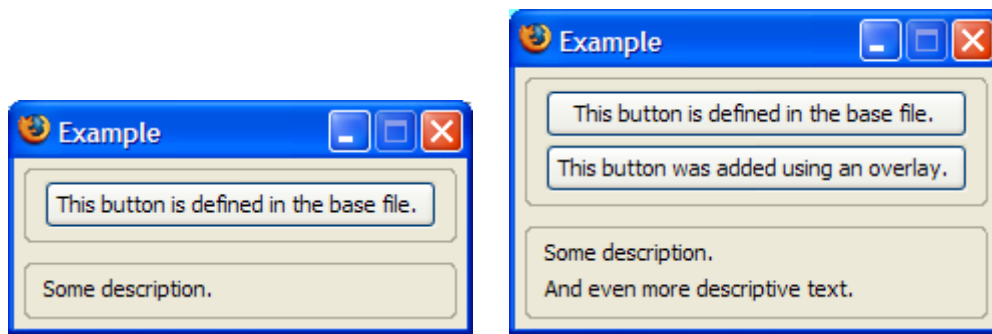 Example
This button is defined in the base file.
Some description.
Example
This button is defined in the base file.
This button was added using an overlay.
Some description.
And even more descriptive text.